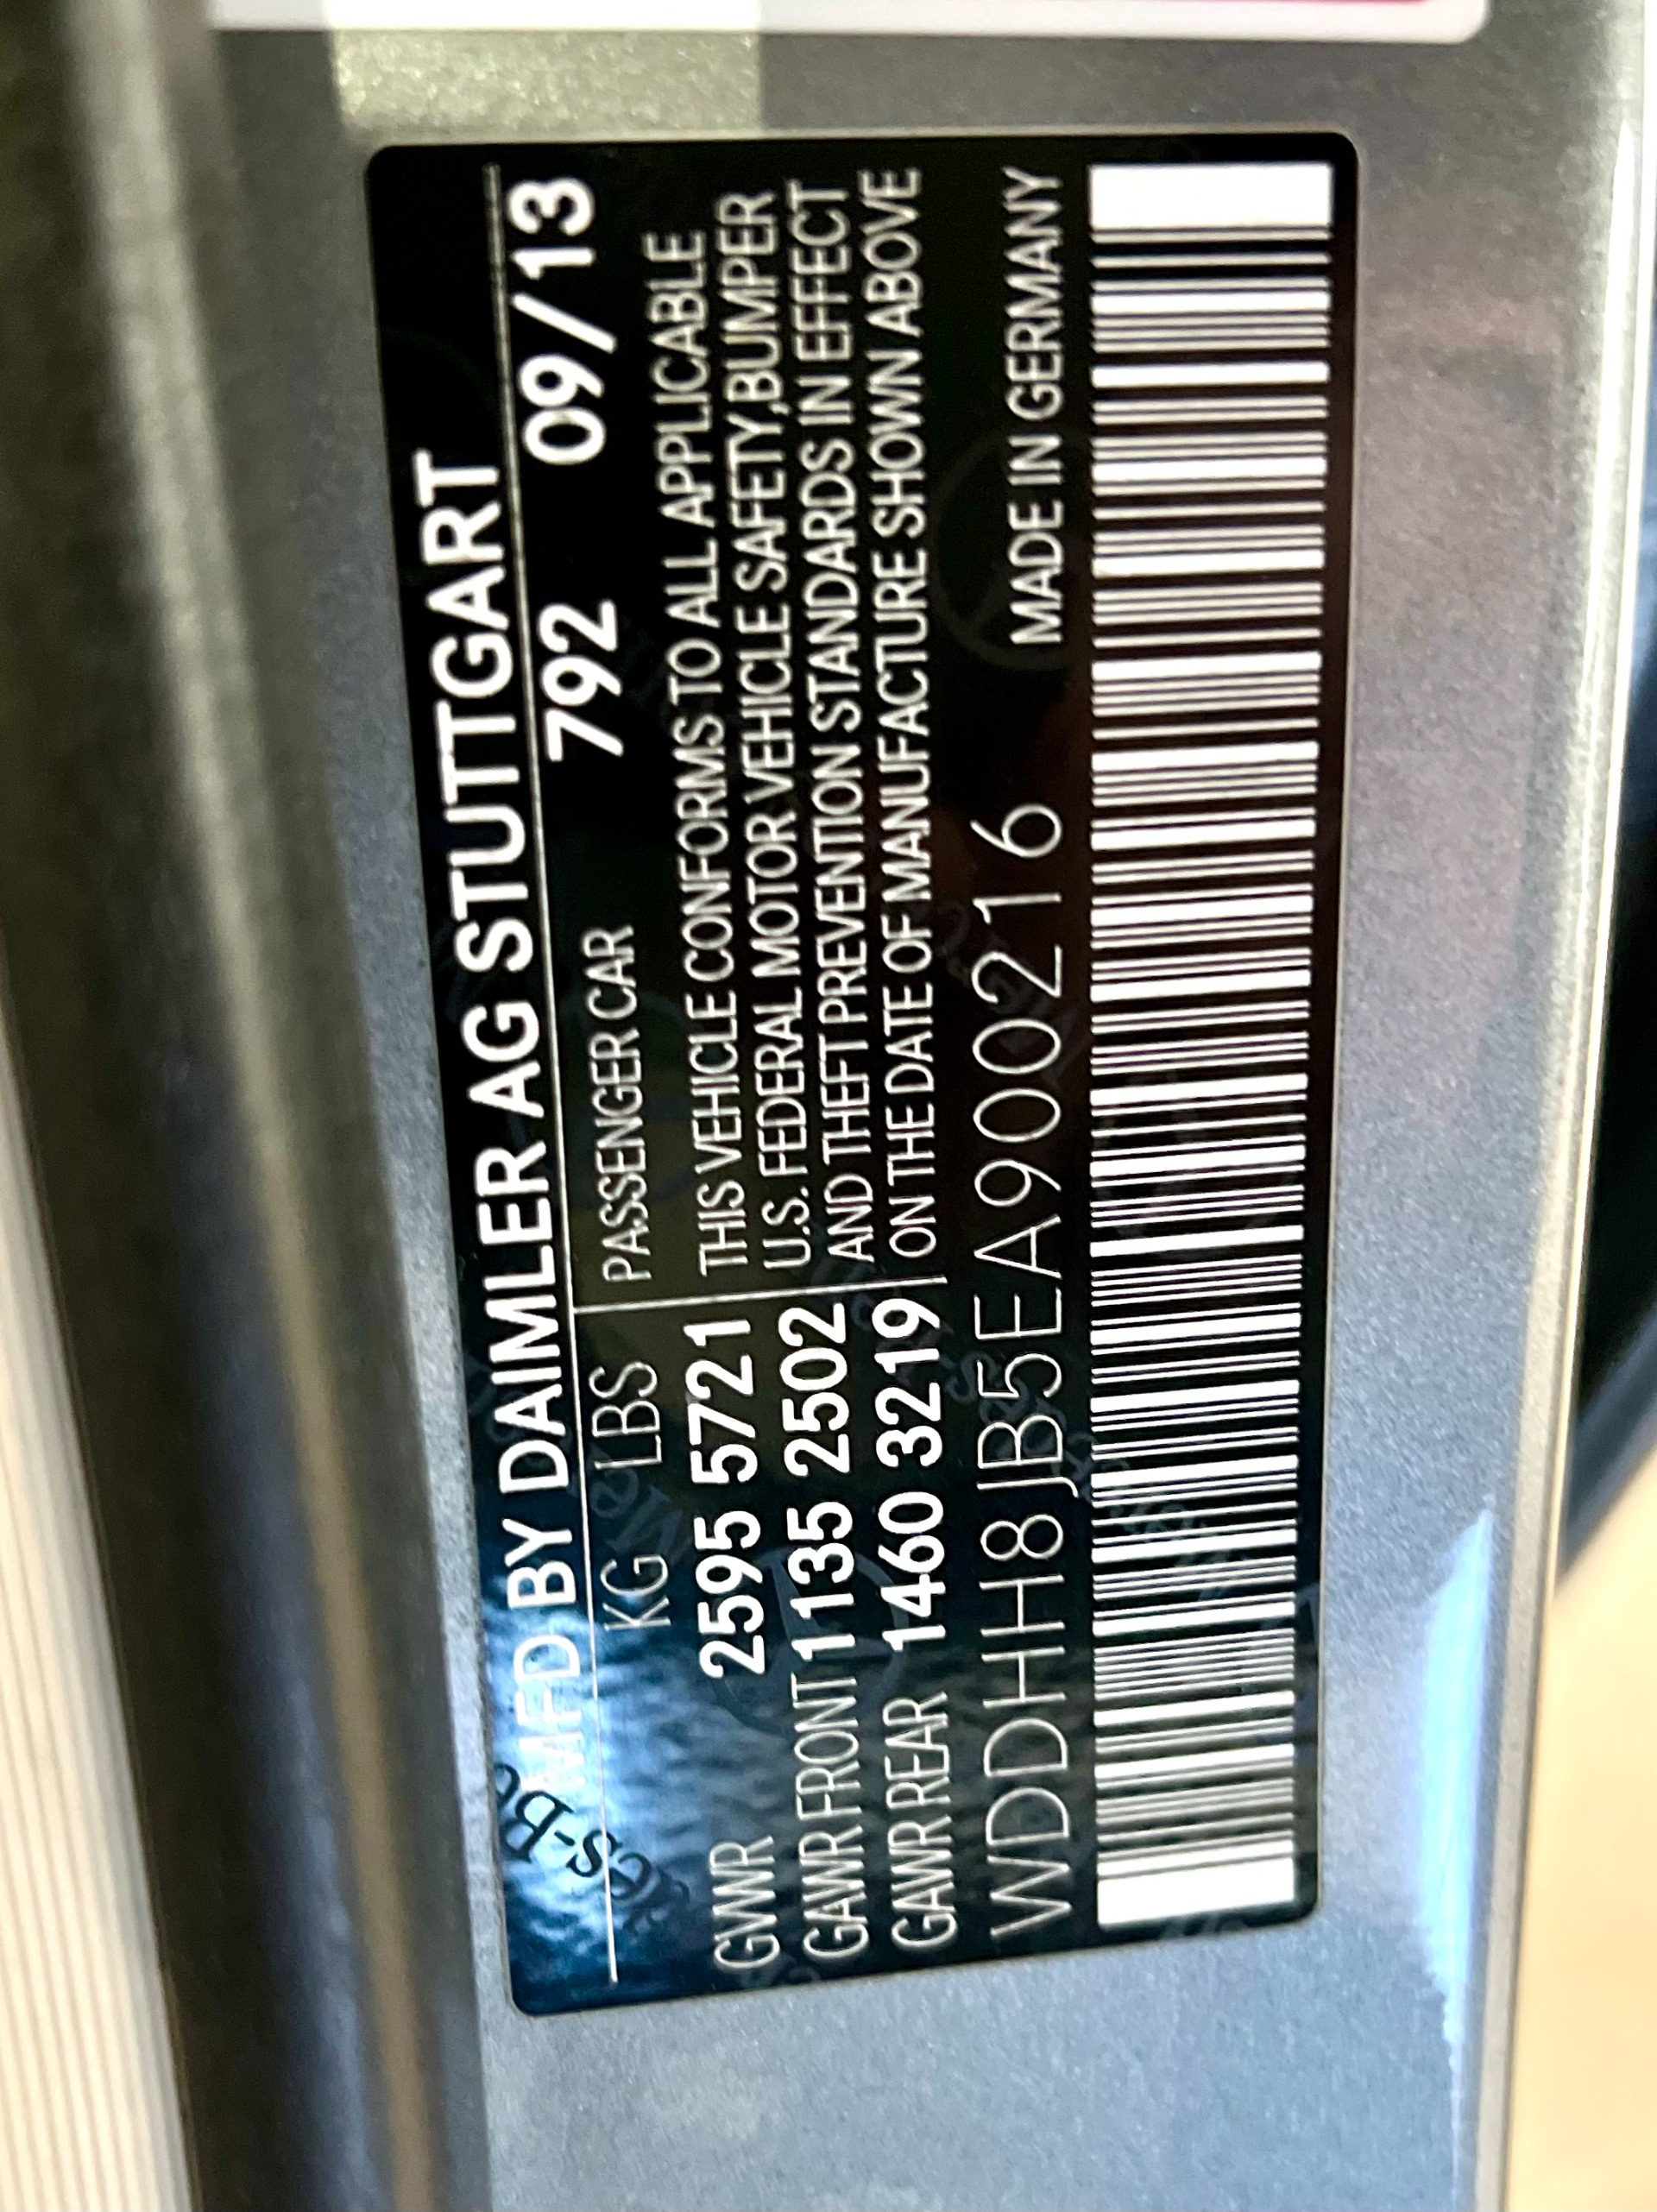 MFD BY DAIMLER AG STUTTGART
KG LBS PASSENGER CAR 792 09/13
GVWR 2595 5721 THIS VEHICLE CONFORMS TO ALL APPLICABLE
U.S. FEDERAL MOTOR VEHICLE SAFETY,BUMPER
GAWR FRONT 1135 2502 AND THEFT PREVENTION STANDARDS IN EFFECT
GAWR REAR 1460 3219 ON THE DATE OF MANUFACTURE SHOWN ABOVE
WDDHH8JB5EA900216 MADE IN GERMANY